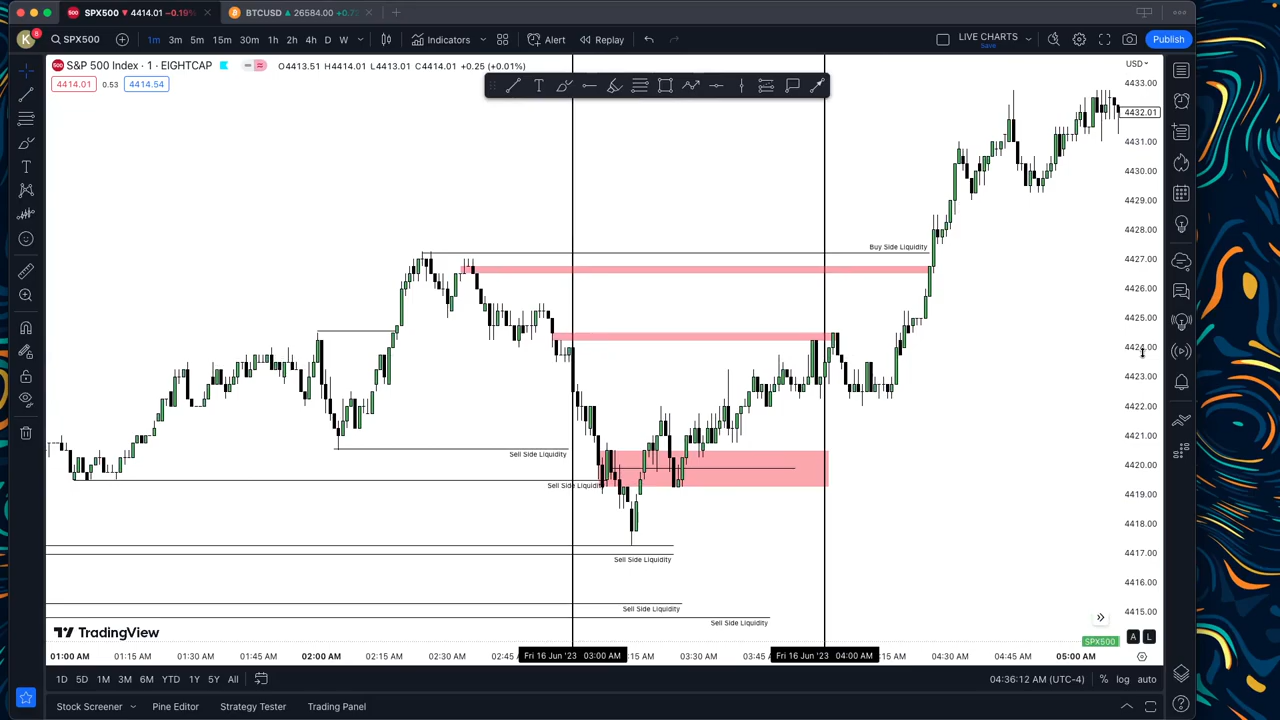 SPX500 ▼ 4414.01 −0.19%
BTCUSD ▲ 26584.00 +0.7
K
8
SPX500
1m 3m 5m 15m 30m 1h 2h 4h D W
Indicators
Alert
Replay
LIVE CHARTS
Save
Publish
S&P 500 Index · 1 · EIGHTCAP
O4413.51 H4414.01 L4413.01 C4414.01 +0.25 (+0.01%)
4414.01 0.53 4414.54
USD
4433.00
4432.01
4431.00
4430.00
4429.00
4428.00
4427.00
4426.00
4425.00
4424.00
4423.00
4422.00
4421.00
4420.00
4419.00
4418.00
4417.00
4416.00
4415.00
Buy Side Liquidity
Sell Side Liquidity
Sell Side Liquidity
Sell Side Liquidity
Sell Side Liquidity
Sell Side Liquidity
TradingView
SPX500
A L
01:00 AM 01:15 AM 01:30 AM 01:45 AM 02:00 AM 02:30 AM 02:45 Fri 16 Jun '23 03:00 AM 03:30 AM 03:45 Fri 16 Jun '23 04:00 AM 04:30 AM 04:45 AM 05:00 AM
1D 5D 1M 3M 6M YTD 1Y 5Y All
04:36:12 AM (UTC-4) % log auto
Stock Screener Pine Editor Strategy Tester Trading Panel